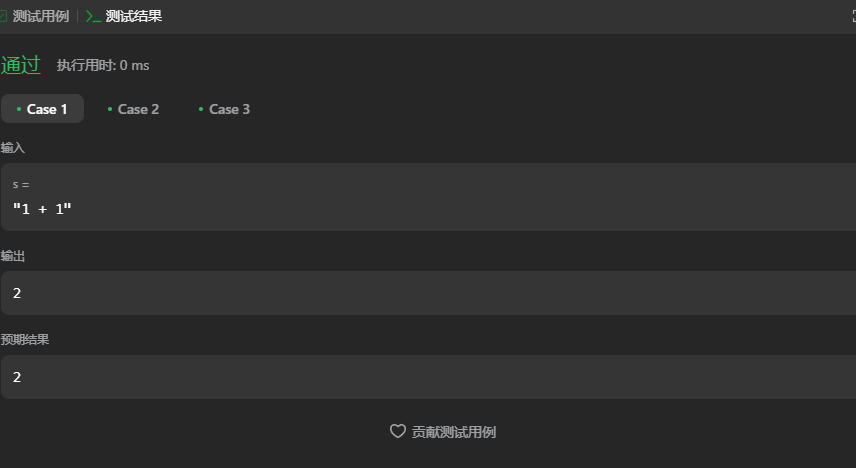 测试用例 测试结果
通过 执行用时: 0 ms
Case 1 Case 2 Case 3
输入
s =
"1 + 1"
输出
2
预期结果
2
贡献测试用例